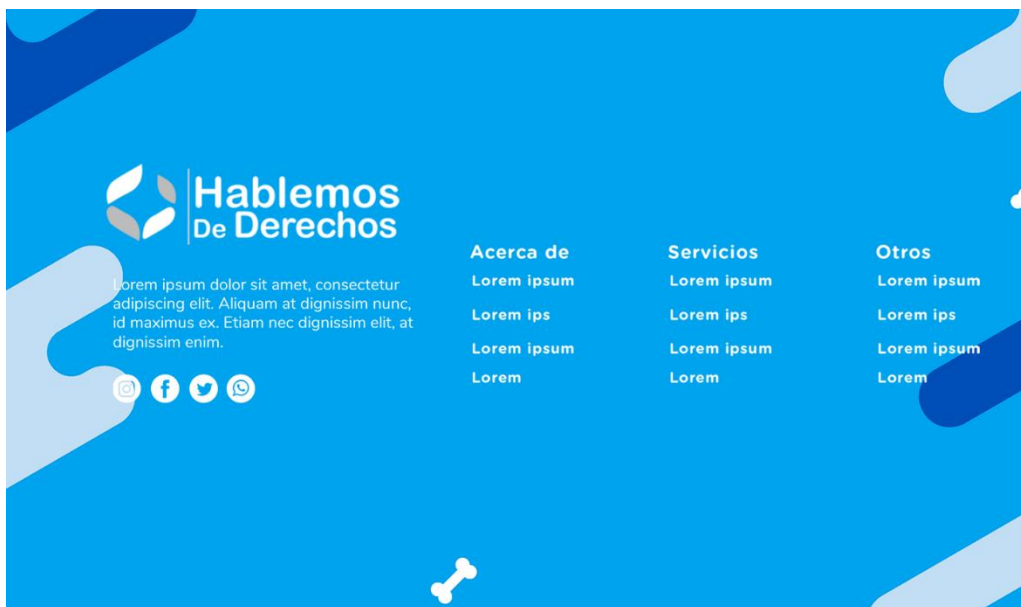 Hablemos
De Derechos
Lorem ipsum dolor sit amet, consectetur
adipiscing elit. Aliquam at dignissim nunc,
id maximus ex. Etiam nec dignissim elit, at
dignissim enim.
Acerca de
Lorem ipsum
Lorem ips
Lorem ipsum
Lorem
Servicios
Lorem ipsum
Lorem ips
Lorem ipsum
Lorem
Otros
Lorem ipsum
Lorem ips
Lorem ipsum
Lorem